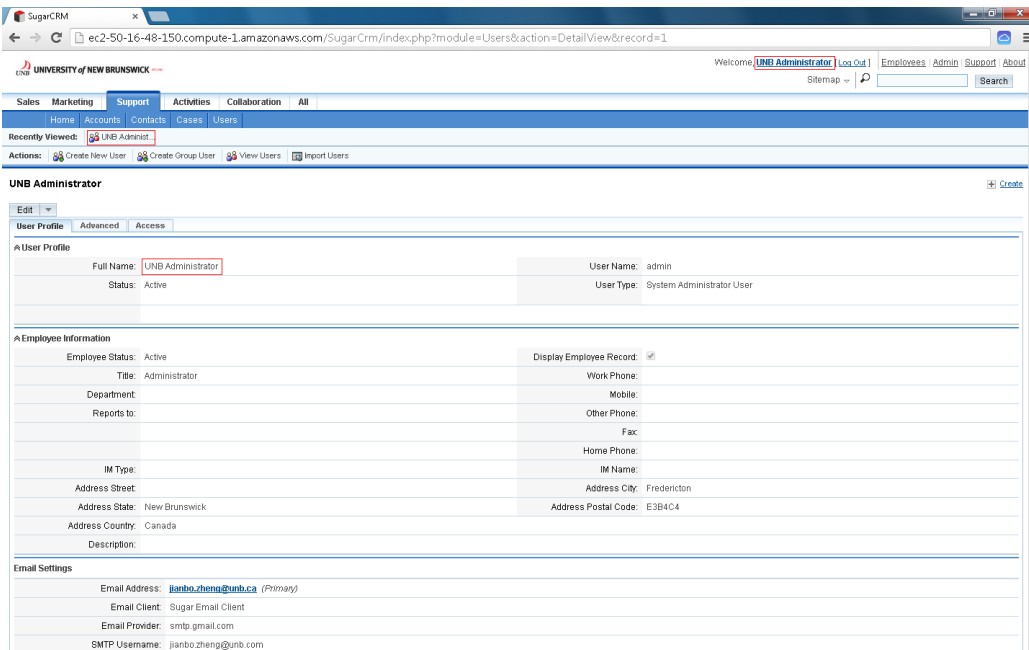 SugarCRM
ec2-50-16-48-150.compute-1.amazonaws.com/SugarCrm/index.php?module=Users&action=DetailView&record=1
UNB UNIVERSITY of NEW BRUNSWICK
Welcome, UNB Administrator [ Log Out ] Employees | Admin | Support | About
Sitemap
Search
Sales Marketing Support Activities Collaboration All
Home Accounts Contacts Cases Users
Recently Viewed: UNB Administ...
Actions: Create New User Create Group User View Users Import Users
UNB Administrator
Create
Edit
User Profile Advanced Access
User Profile
Full Name: UNB Administrator User Name: admin
Status: Active User Type: System Administrator User
Employee Information
Employee Status: Active Display Employee Record:
Title: Administrator Work Phone:
Department: Mobile:
Reports to: Other Phone:
Fax:
Home Phone:
IM Type: IM Name:
Address Street: Address City: Fredericton
Address State: New Brunswick Address Postal Code: E3B4C4
Address Country: Canada
Description:
Email Settings
Email Address: jianbo.zheng@unb.ca (Primary)
Email Client: Sugar Email Client
Email Provider: smtp.gmail.com
SMTP Username: jianbo.zheng@unb.com